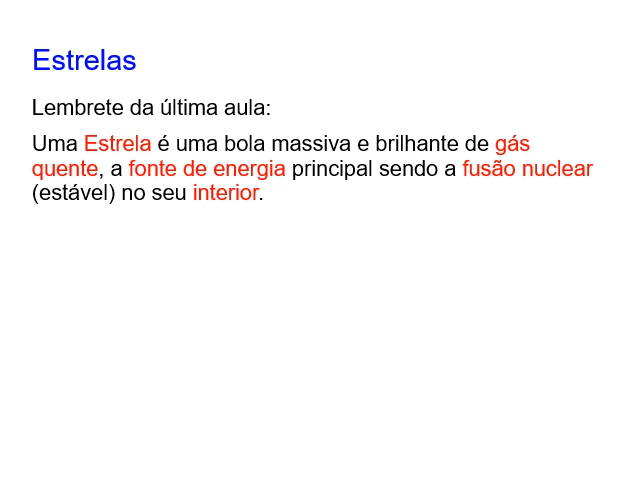 Estrelas
Lembrete da última aula:
Uma Estrela é uma bola massiva e brilhante de gás
quente, a fonte de energia principal sendo a fusão nuclear
(estável) no seu interior.